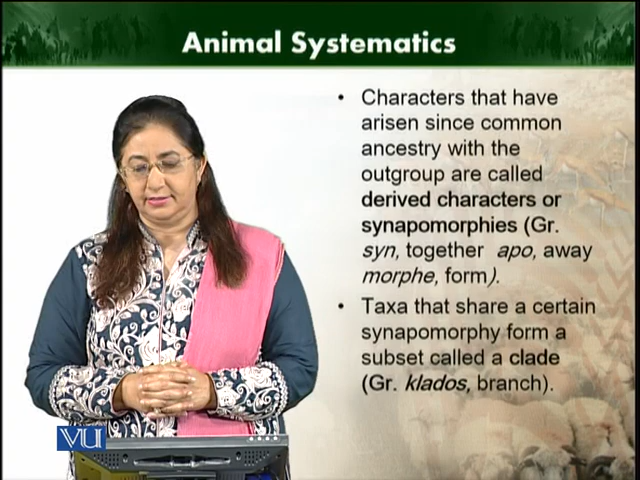 Animal Systematics
• Characters that have
arisen since common
ancestry with the
outgroup are called
derived characters or
synapomorphies (Gr.
syn, together apo, away
morphe, form).
• Taxa that share a certain
synapomorphy form a
subset called a clade
(Gr. klados, branch).
VU